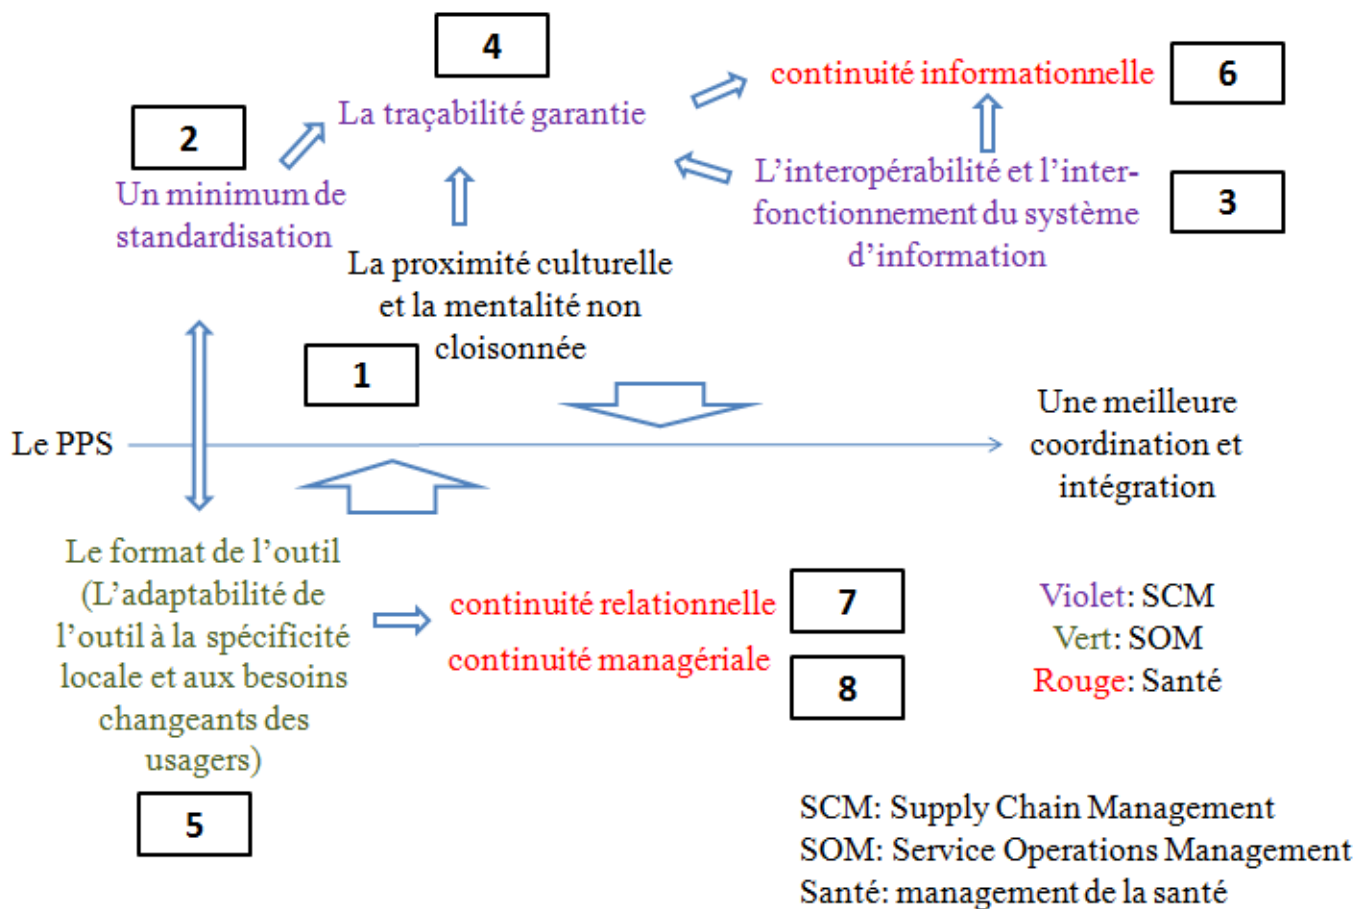 4
continuité informationnelle
6
La traçabilité garantie
2
Un minimum de
standardisation
L’interopérabilité et l’inter-
fonctionnement du système
d’information
3
La proximité culturelle
et la mentalité non
cloisonnée
1
Le PPS
Une meilleure
coordination et
intégration
Le format de l’outil
(L’adaptabilité de
l’outil à la spécificité
locale et aux besoins
changeants des
usagers)
5
continuité relationnelle
7
continuité managériale
8
Violet: SCM
Vert: SOM
Rouge: Santé
SCM: Supply Chain Management
SOM: Service Operations Management
Santé: management de la santé